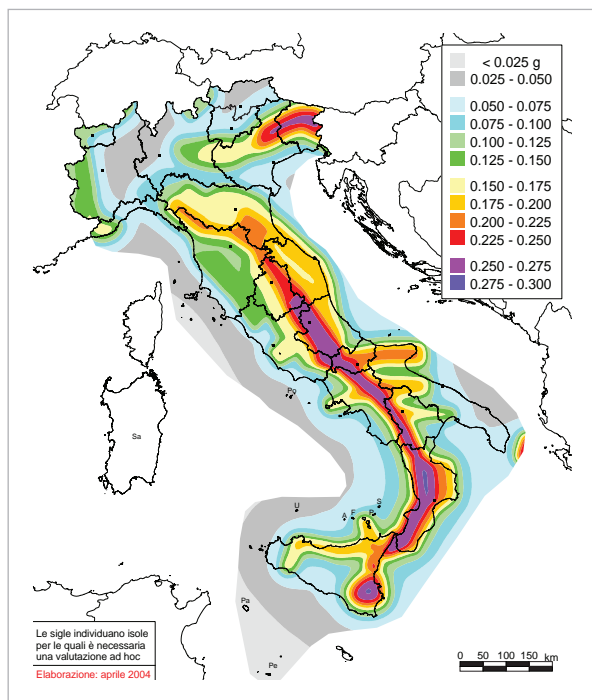 < 0.025 g
0.025 - 0.050
0.050 - 0.075
0.075 - 0.100
0.100 - 0.125
0.125 - 0.150
0.150 - 0.175
0.175 - 0.200
0.200 - 0.225
0.225 - 0.250
0.250 - 0.275
0.275 - 0.300
Po
Sa
U
A
F
P
S
Pa
Pe
Le sigle individuano isole
per le quali è necessaria
una valutazione ad hoc
Elaborazione: aprile 2004
0 50 100 150 km